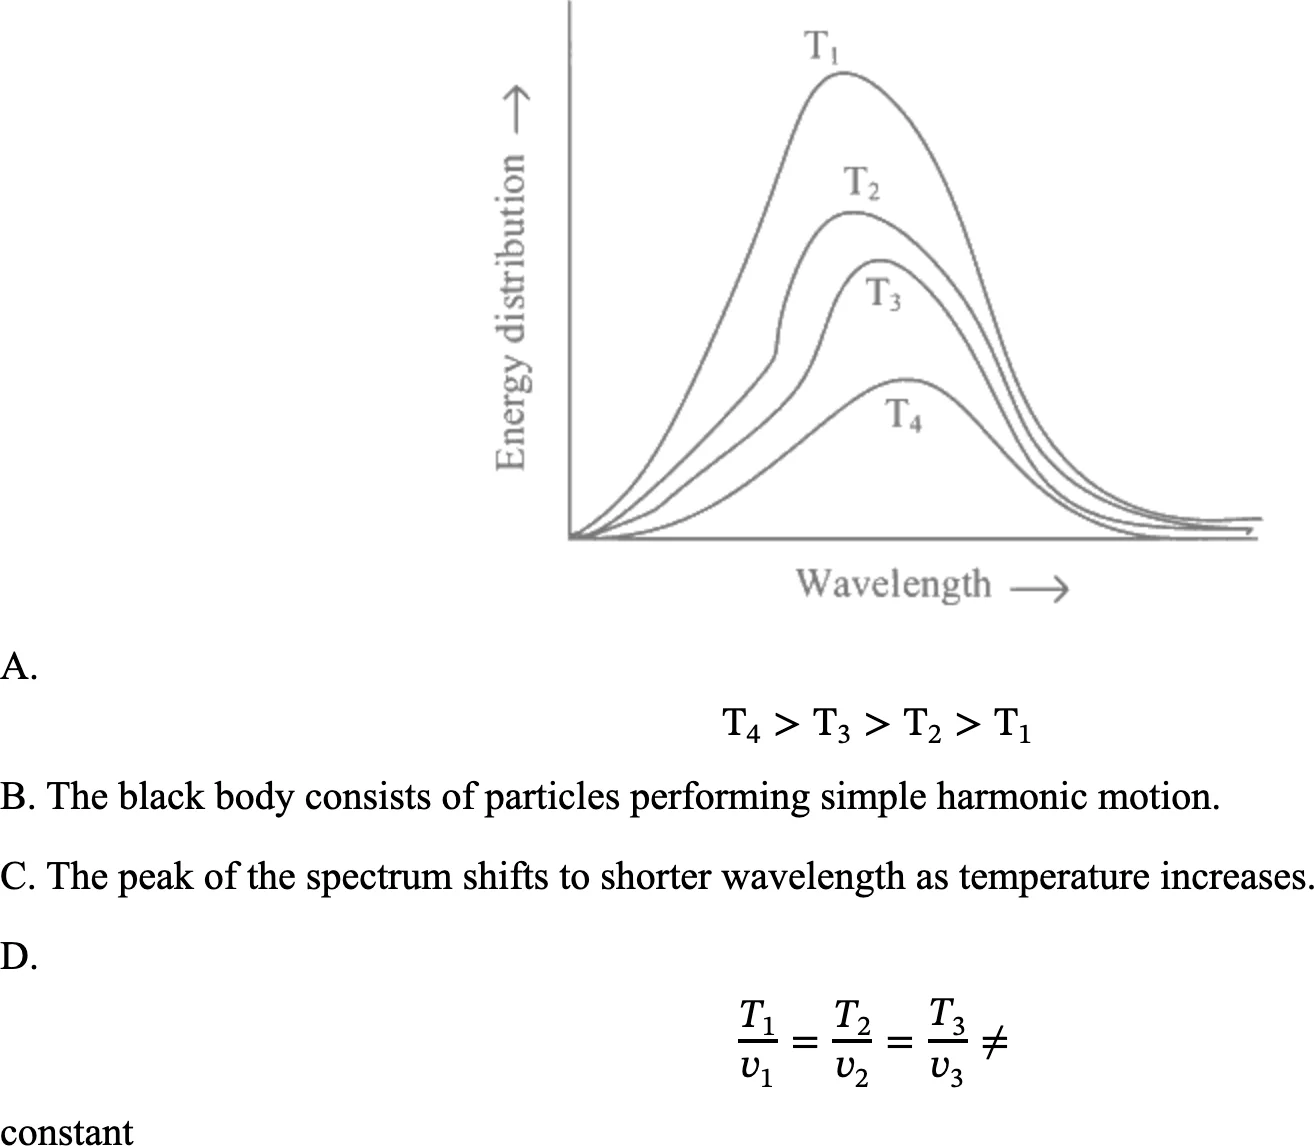 T₁
T₂
T₃
T₄
Energy distribution →
Wavelength →
A.
T₄ > T₃ > T₂ > T₁
B. The black body consists of particles performing simple harmonic motion.
C. The peak of the spectrum shifts to shorter wavelength as temperature increases.
D.
T₁/υ₁ = T₂/υ₂ = T₃/υ₃ ≠
constant